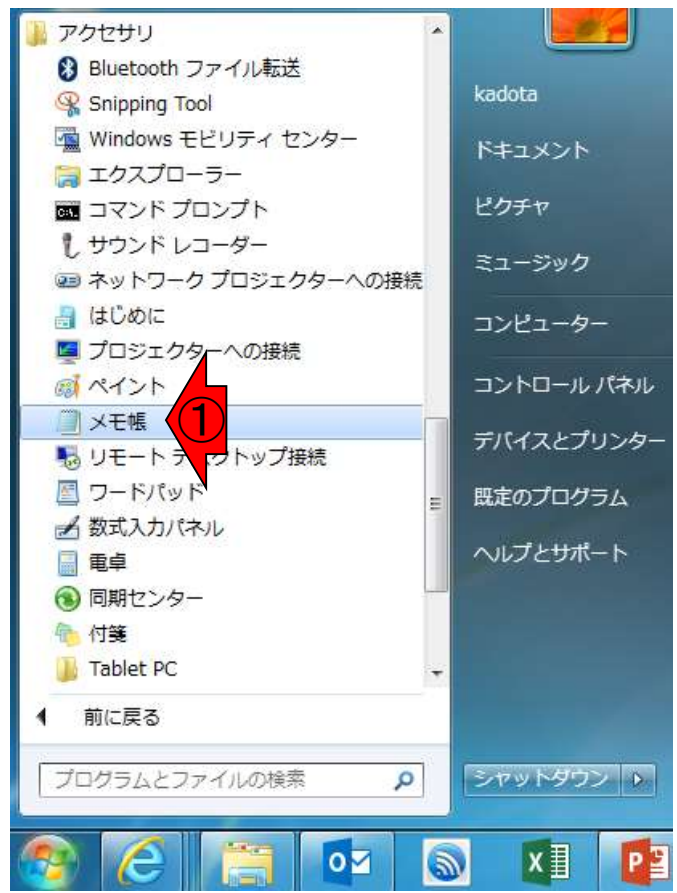 アクセサリ
Bluetooth ファイル転送
Snipping Tool
Windows モビリティ センター
エクスプローラー
コマンド プロンプト
サウンド レコーダー
ネットワーク プロジェクターへの接続
はじめに
プロジェクターへの接続
ペイント
メモ帳
①
リモート デスクトップ接続
ワードパッド
数式入力パネル
電卓
同期センター
付箋
Tablet PC
前に戻る
プログラムとファイルの検索
kadota
ドキュメント
ピクチャ
ミュージック
コンピューター
コントロール パネル
デバイスとプリンター
既定のプログラム
ヘルプとサポート
シャットダウン